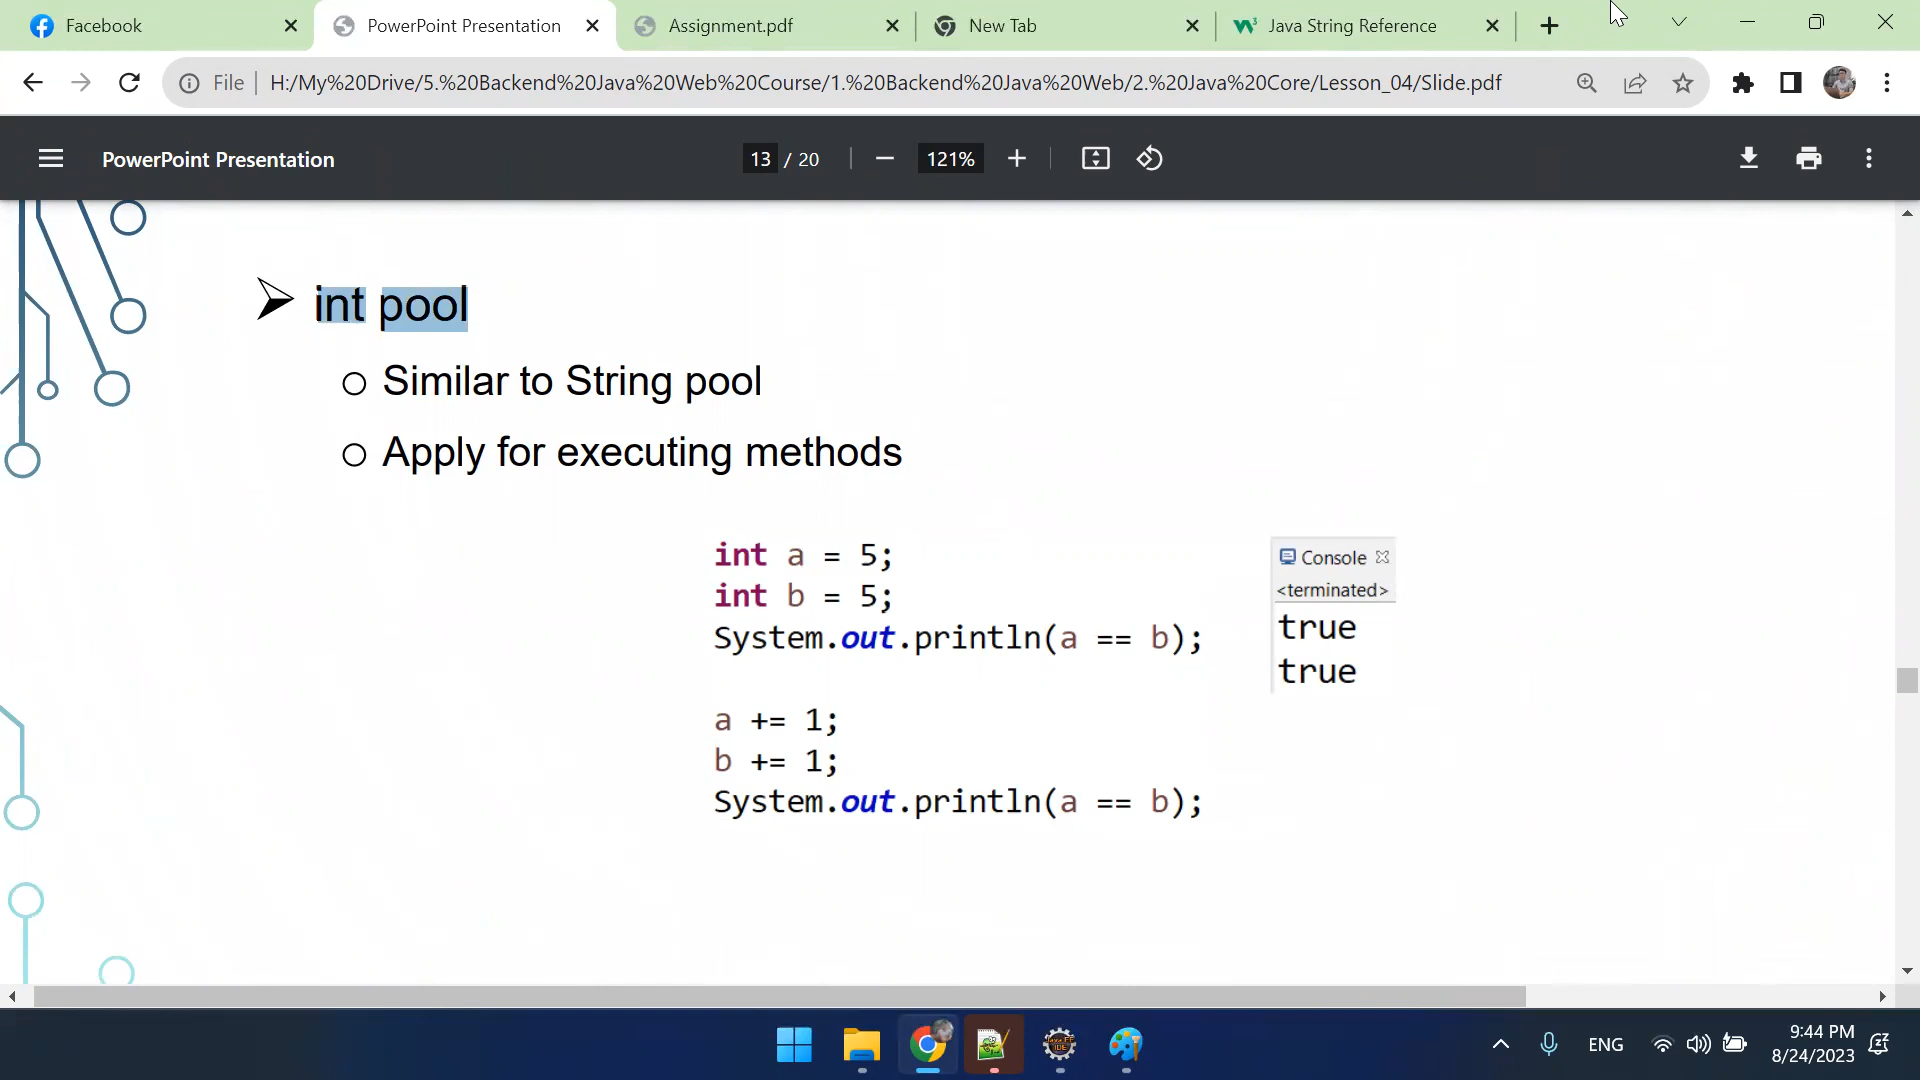 Facebook
PowerPoint Presentation
Assignment.pdf
New Tab
Java String Reference
File
H:/My%20Drive/5.%20Backend%20Java%20Web%20Course/1.%20Backend%20Java%20Web/2.%20Java%20Core/Lesson_04/Slide.pdf
PowerPoint Presentation
13 / 20
121%
int pool
Similar to String pool
Apply for executing methods
int a = 5;
int b = 5;
System.out.println(a == b);
a += 1;
b += 1;
System.out.println(a == b);
Console
<terminated>
true
true
ENG
9:44 PM
8/24/2023